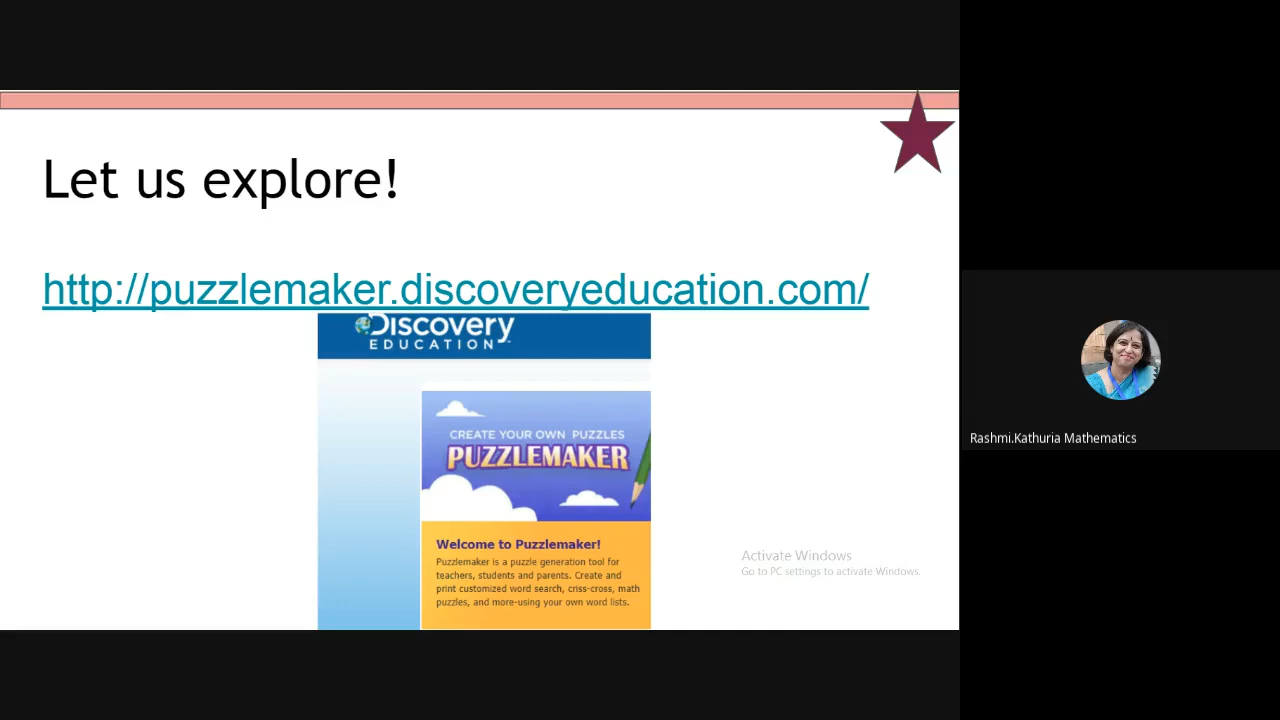 Let us explore!
http://puzzlemaker.discoveryeducation.com/
Discovery
EDUCATION
CREATE YOUR OWN PUZZLES
PUZZLEMAKER
Welcome to Puzzlemaker!
Puzzlemaker is a puzzle generation tool for
teachers, students and parents. Create and
print customized word search, criss-cross, math
puzzles, and more-using your own word lists.
Activate Windows
Go to PC settings to activate Windows.
Rashmi.Kathuria Mathematics